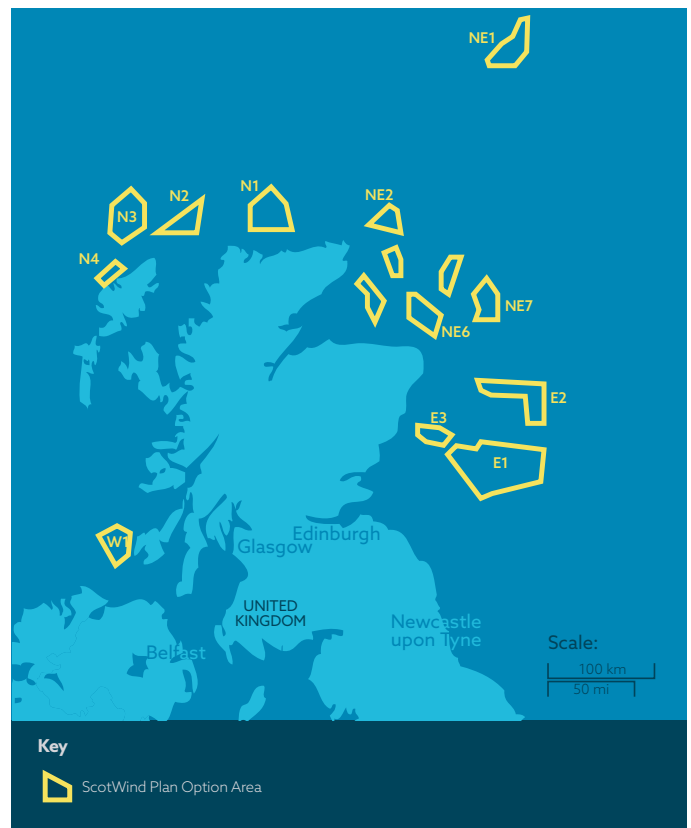 NE1
N1
N2
NE2
N3
N4
NE7
NE6
E2
E3
E1
Edinburgh
W1
Glasgow
UNITED
KINGDOM
Newcastle
upon Tyne
Belfast
Scale:
100 km
50 mi
Key
ScotWind Plan Option Area